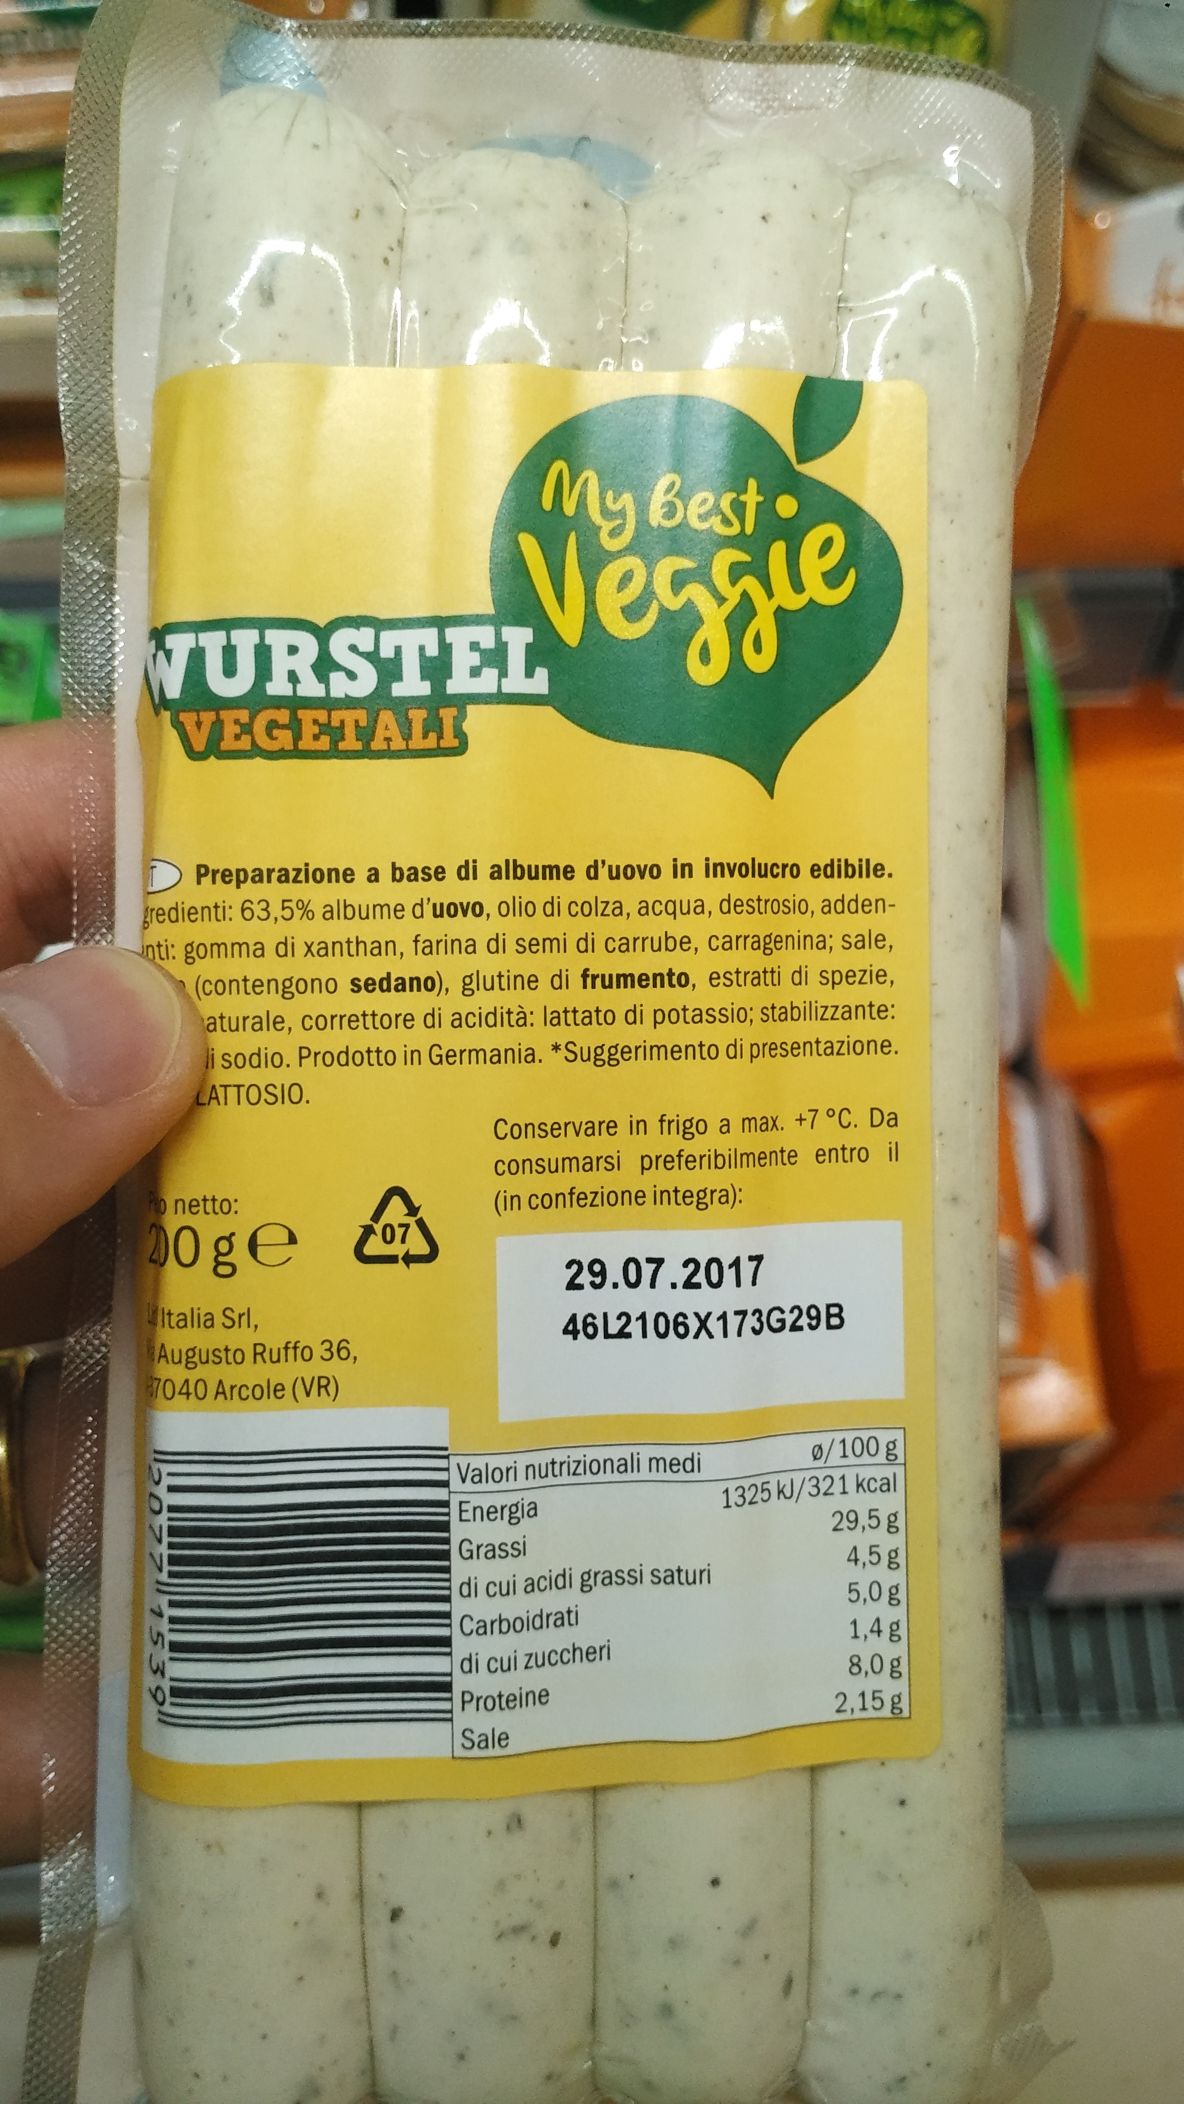 My Best
Veggie
WURSTEL
VEGETALI
Preparazione a base di albume d'uovo in involucro edibile.
gredienti: 63,5% albume d'uovo, olio di colza, acqua, destrosio, adden-
nti: gomma di xanthan, farina di semi di carrube, carragenina; sale,
(contengono sedano), glutine di frumento, estratti di spezie,
aturale, correttore di acidità: lattato di potassio; stabilizzante:
di sodio. Prodotto in Germania. *Suggerimento di presentazione.
LATTOSIO.
Conservare in frigo a max. +7 °C. Da
consumarsi preferibilmente entro il
(in confezione integra):
netto:
200 g e
07
29.07.2017
46L2106X173G29B
Italia Srl,
Augusto Ruffo 36,
37040 Arcole (VR)
2077 1539
Valori nutrizionali medi ø/100 g
Energia 1325 kJ/321 kcal
Grassi 29,5 g
di cui acidi grassi saturi 4,5 g
Carboidrati 5,0 g
di cui zuccheri 1,4 g
Proteine 8,0 g
Sale 2,15 g